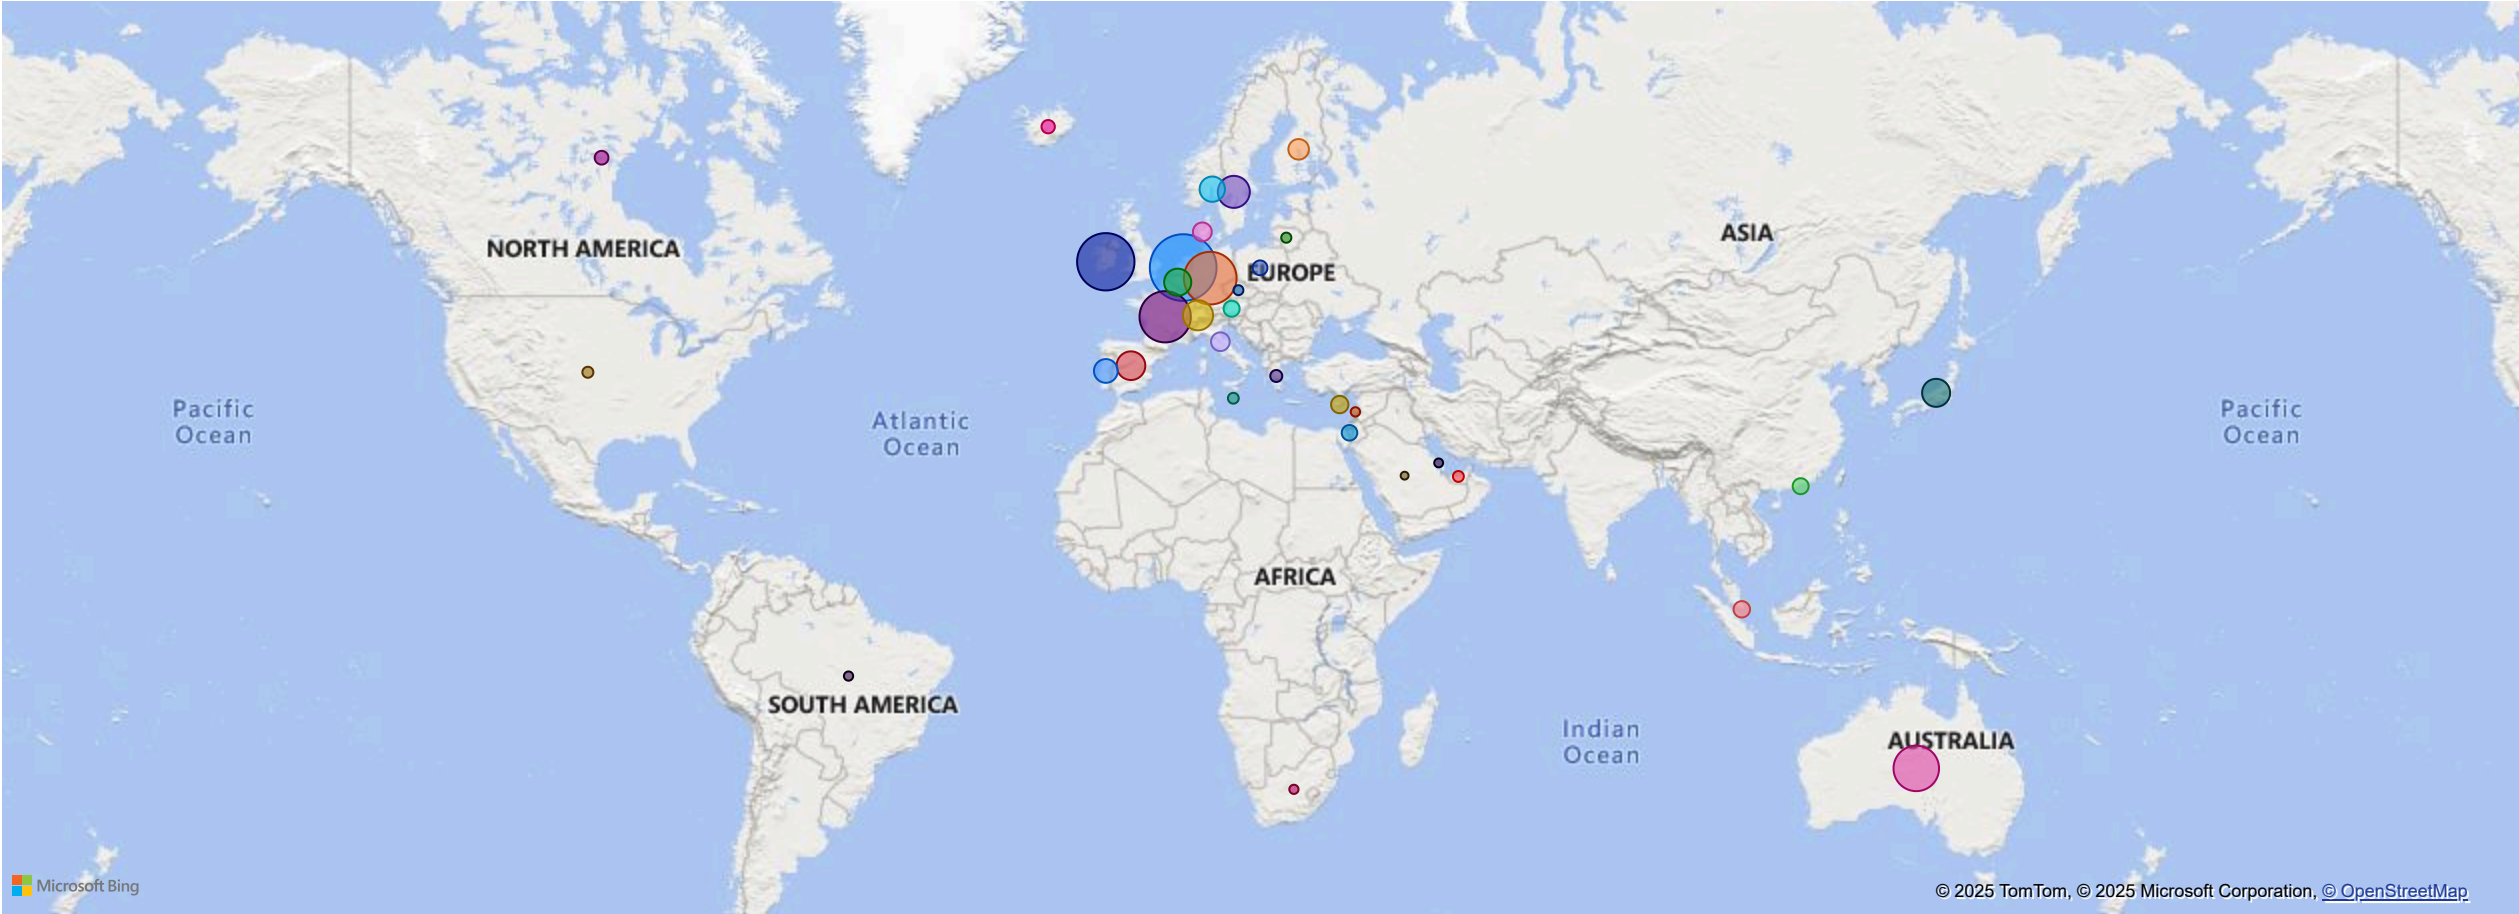 ASIA
NORTH AMERICA
EUROPE
Pacific
Ocean
Atlantic
Ocean
Pacific
Ocean
AFRICA
SOUTH AMERICA
Indian
Ocean
AUSTRALIA
Microsoft Bing
© 2025 TomTom, © 2025 Microsoft Corporation, © OpenStreetMap